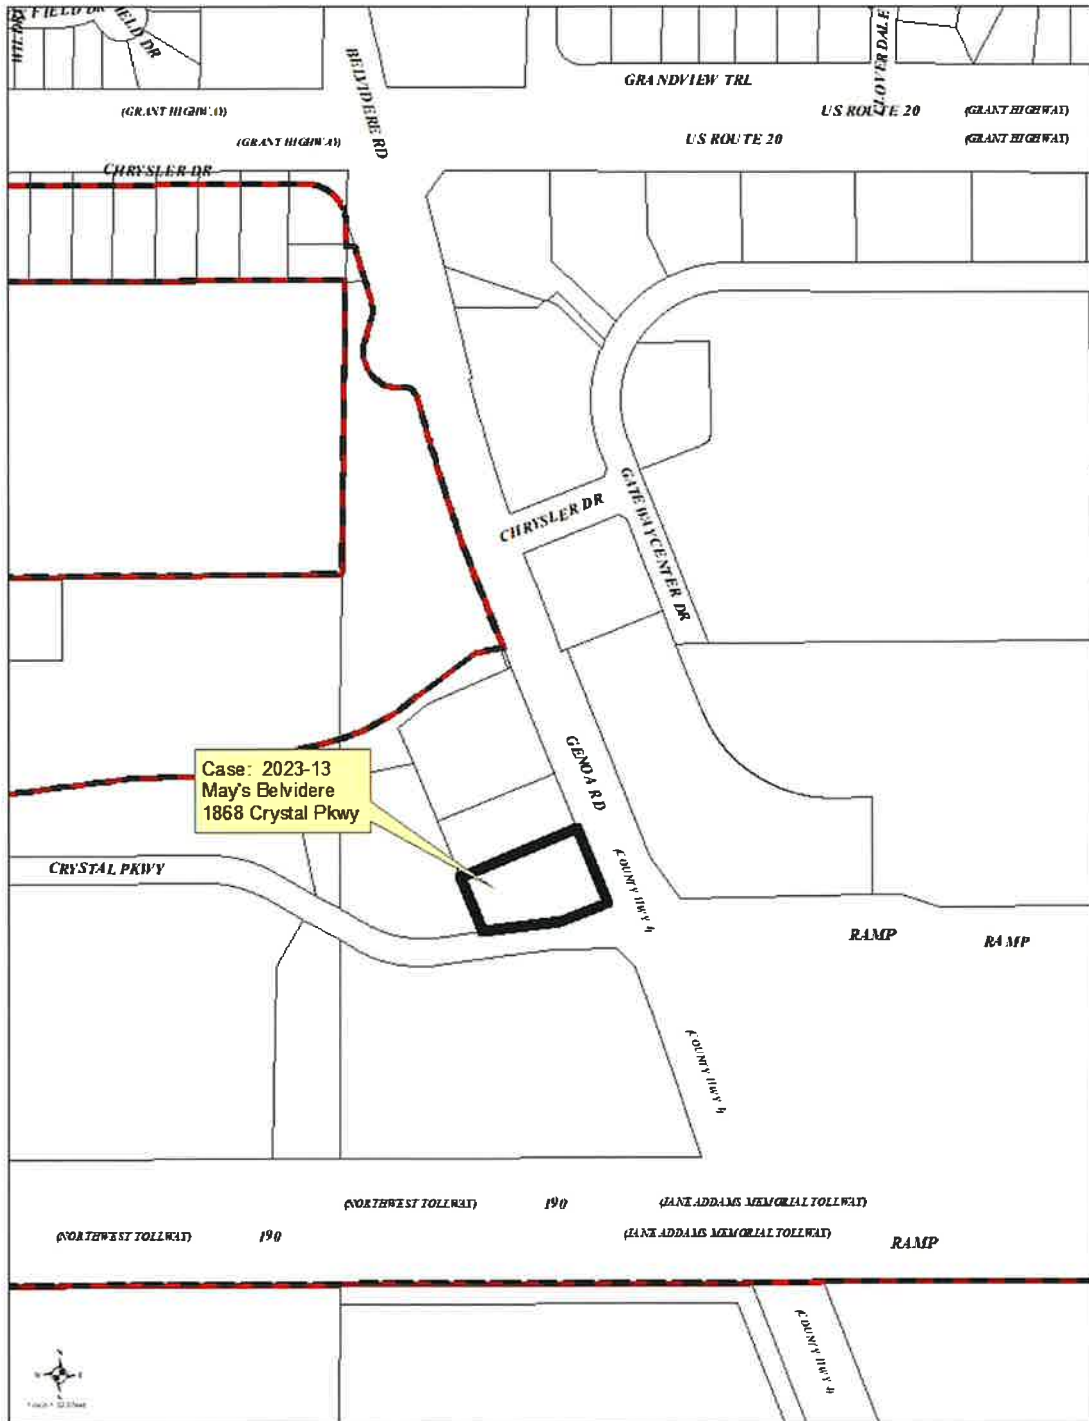 FIELD DR
GRANDVIEW TRL
CLOVERDALE
BELVIDERE RD
(GRANT HIGHWAY)
US ROUTE 20
(GRANT HIGHWAY)
(GRANT HIGHWAY)
US ROUTE 20
(GRANT HIGHWAY)
CHRYSLER DR
CHRYSLER DR
GATEWAY CENTER DR
GENOA RD
Case: 2023-13
May's Belvidere
1868 Crystal Pkwy
CRYSTAL PKWY
(COUNTY HWY 4)
RAMP
RAMP
(COUNTY HWY 4)
(NORTHWEST TOLLWAY)
I90
(JANE ADDAMS MEMORIAL TOLLWAY)
(NORTHWEST TOLLWAY)
I90
(JANE ADDAMS MEMORIAL TOLLWAY)
RAMP
(COUNTY HWY 4)